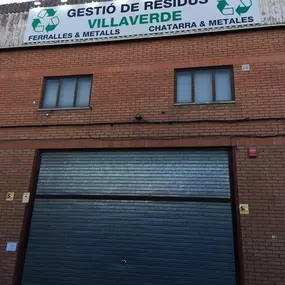 GESTIÓ DE RESIDUS
VILLAVERDE
FERRALLES & METALLS CHATARRA & METALES